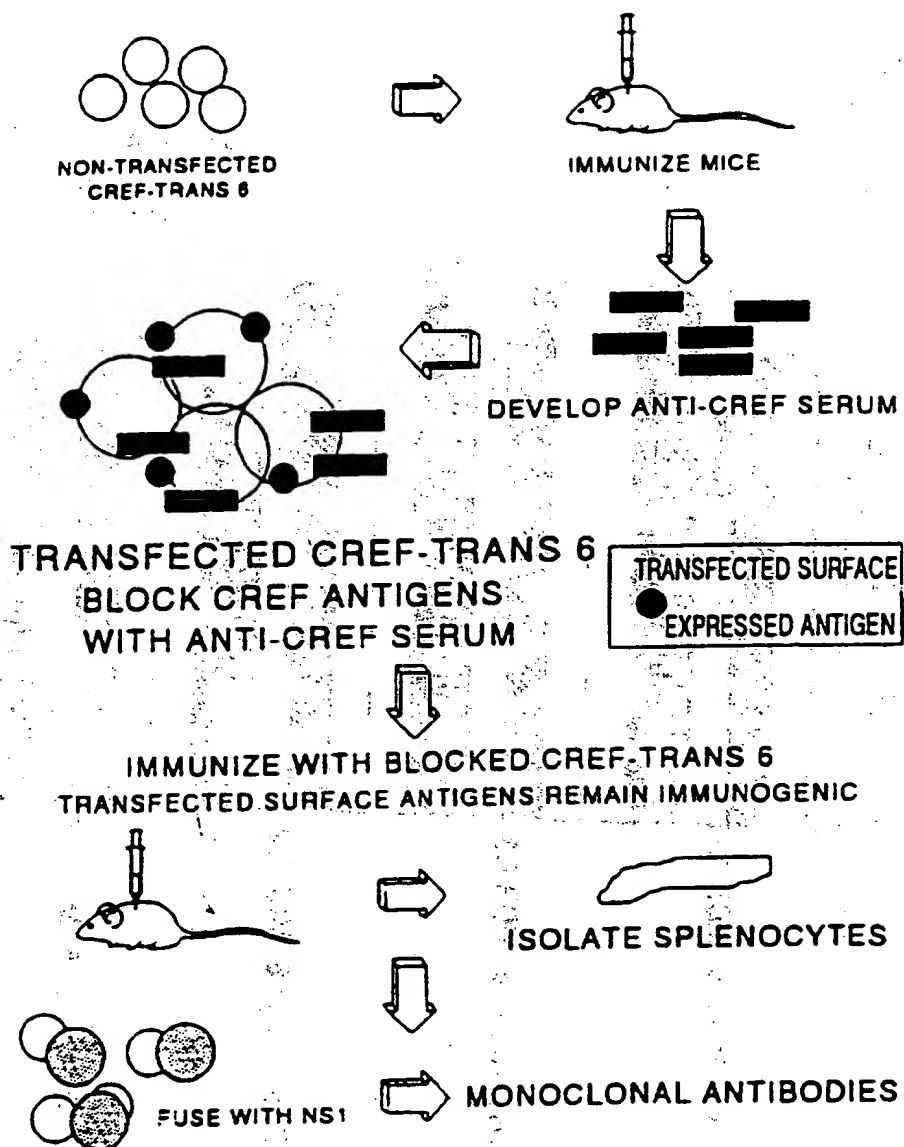 NON-TRANSFECTED
CREF-TRANS 6
IMMUNIZE MICE
DEVELOP ANTI-CREF SERUM
TRANSFECTED CREF-TRANS 6
BLOCK CREF ANTIGENS
WITH ANTI-CREF SERUM
TRANSFECTED SURFACE
EXPRESSED ANTIGEN
IMMUNIZE WITH BLOCKED CREF-TRANS 6
TRANSFECTED SURFACE ANTIGENS REMAIN IMMUNOGENIC
ISOLATE SPLENOCYTES
FUSE WITH NS1
MONOCLONAL ANTIBODIES